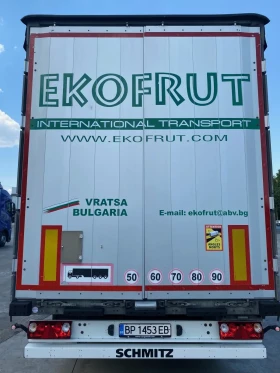 EKOFRUT
INTERNATIONAL TRANSPORT
WWW.EKOFRUT.COM
VRATSA
BULGARIA
E-mail: ekofrut@abv.bg
50 60 70 80 90
BP 1453 EB
SCHMITZ